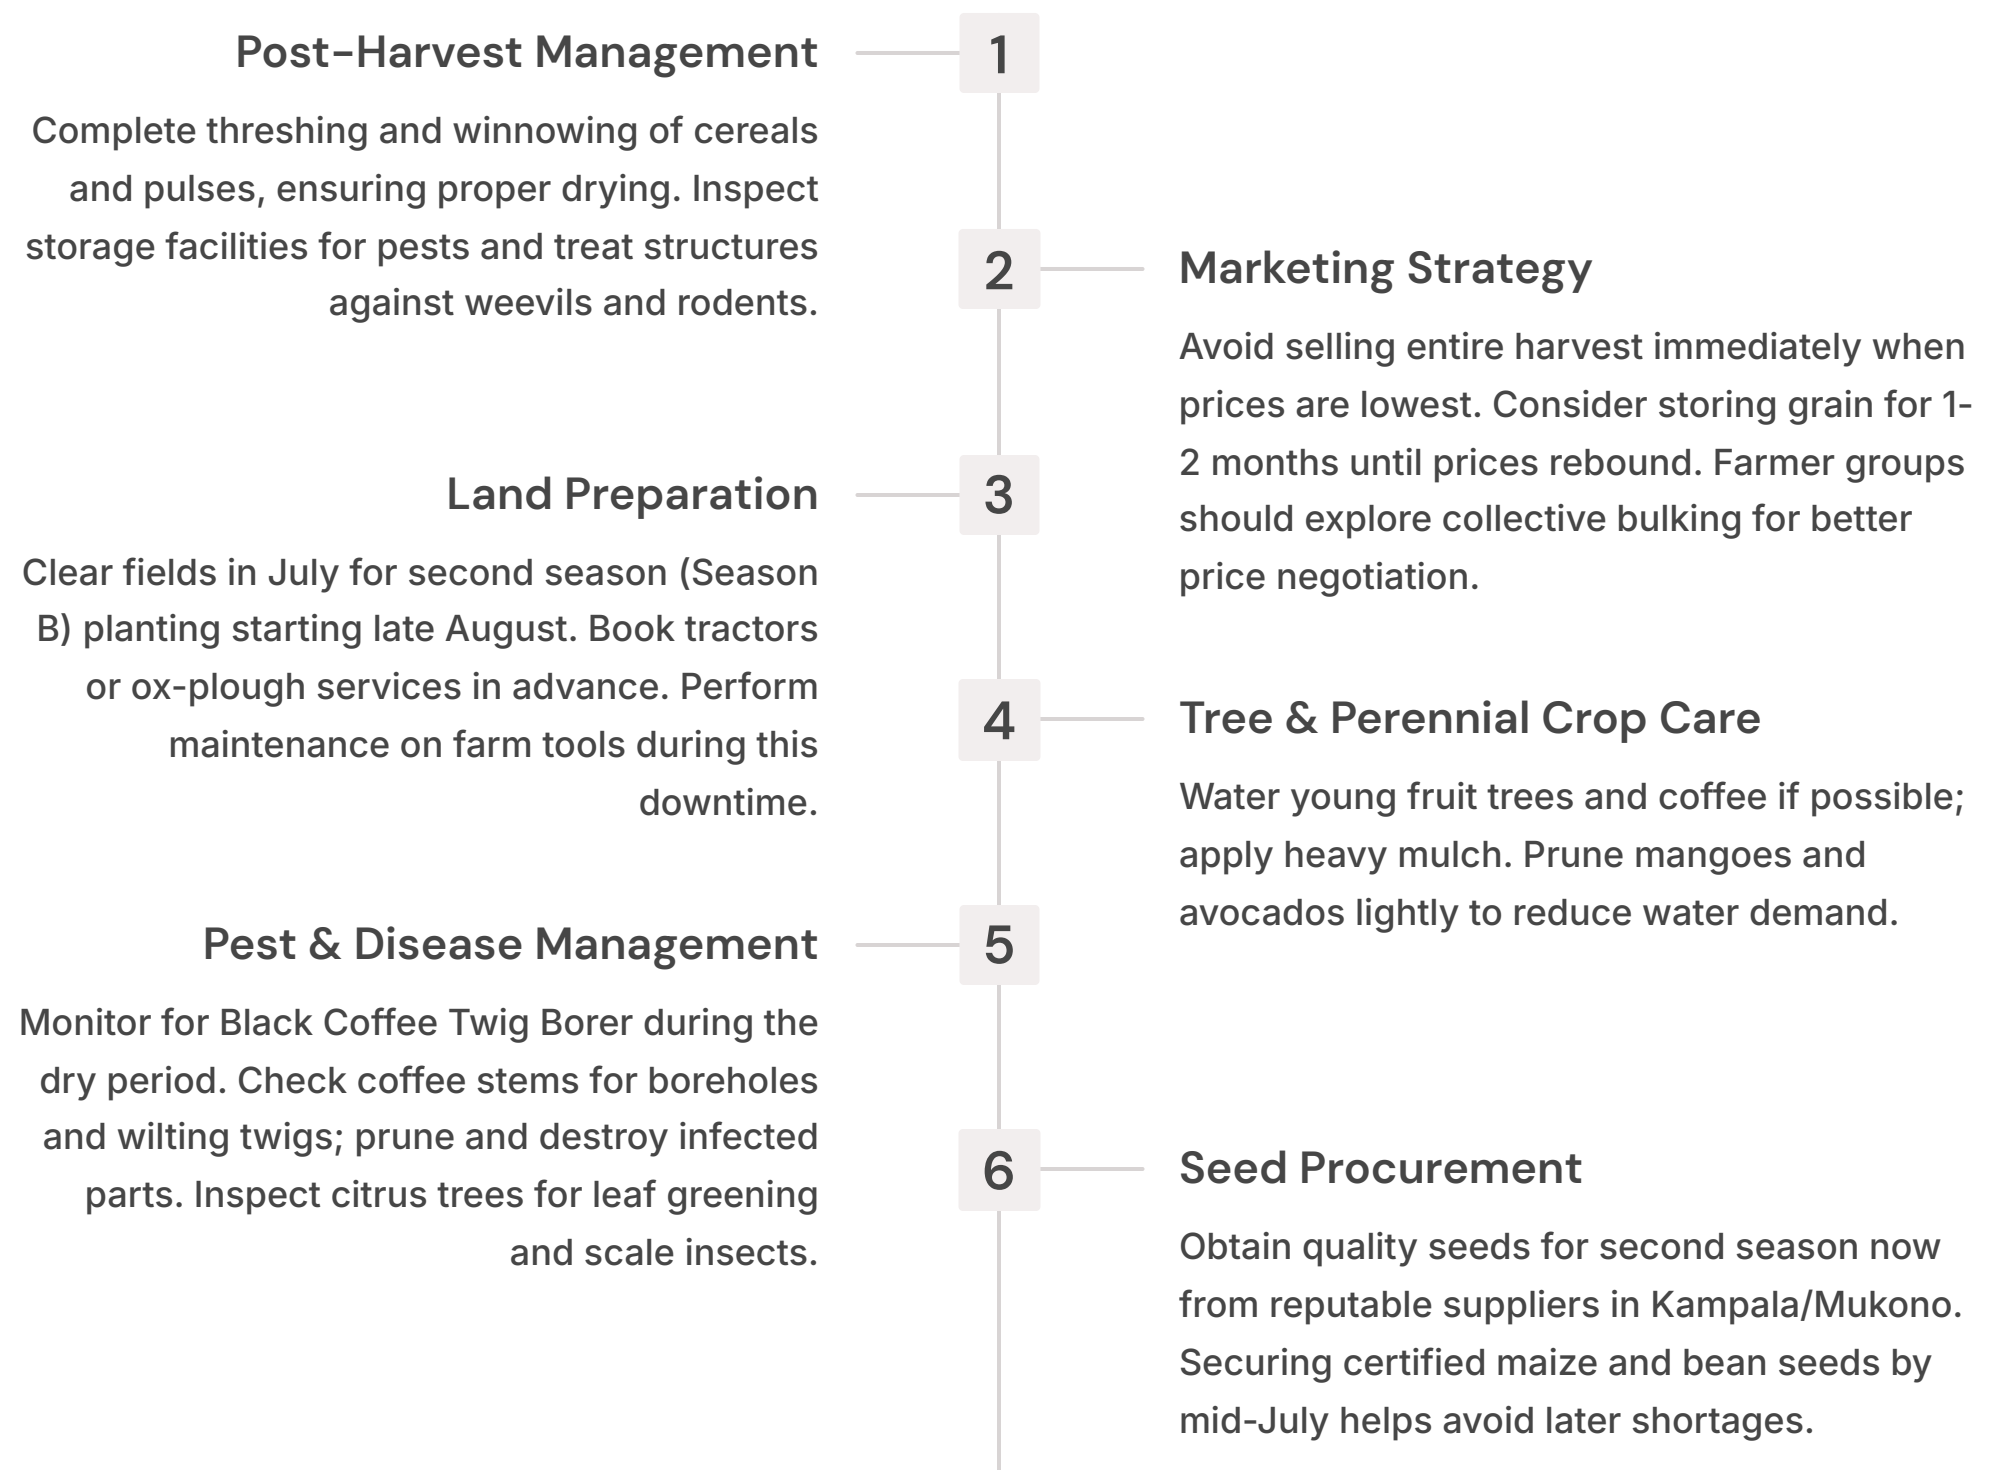 1
Post-Harvest Management
Complete threshing and winnowing of cereals
and pulses, ensuring proper drying. Inspect
storage facilities for pests and treat structures
against weevils and rodents.
2
Marketing Strategy
Avoid selling entire harvest immediately when
prices are lowest. Consider storing grain for 1-
2 months until prices rebound. Farmer groups
should explore collective bulking for better
price negotiation.
3
Land Preparation
Clear fields in July for second season (Season
B) planting starting late August. Book tractors
or ox-plough services in advance. Perform
maintenance on farm tools during this
downtime.
4
Tree & Perennial Crop Care
Water young fruit trees and coffee if possible;
apply heavy mulch. Prune mangoes and
avocados lightly to reduce water demand.
5
Pest & Disease Management
Monitor for Black Coffee Twig Borer during the
dry period. Check coffee stems for boreholes
and wilting twigs; prune and destroy infected
parts. Inspect citrus trees for leaf greening
and scale insects.
6
Seed Procurement
Obtain quality seeds for second season now
from reputable suppliers in Kampala/Mukono.
Securing certified maize and bean seeds by
mid-July helps avoid later shortages.